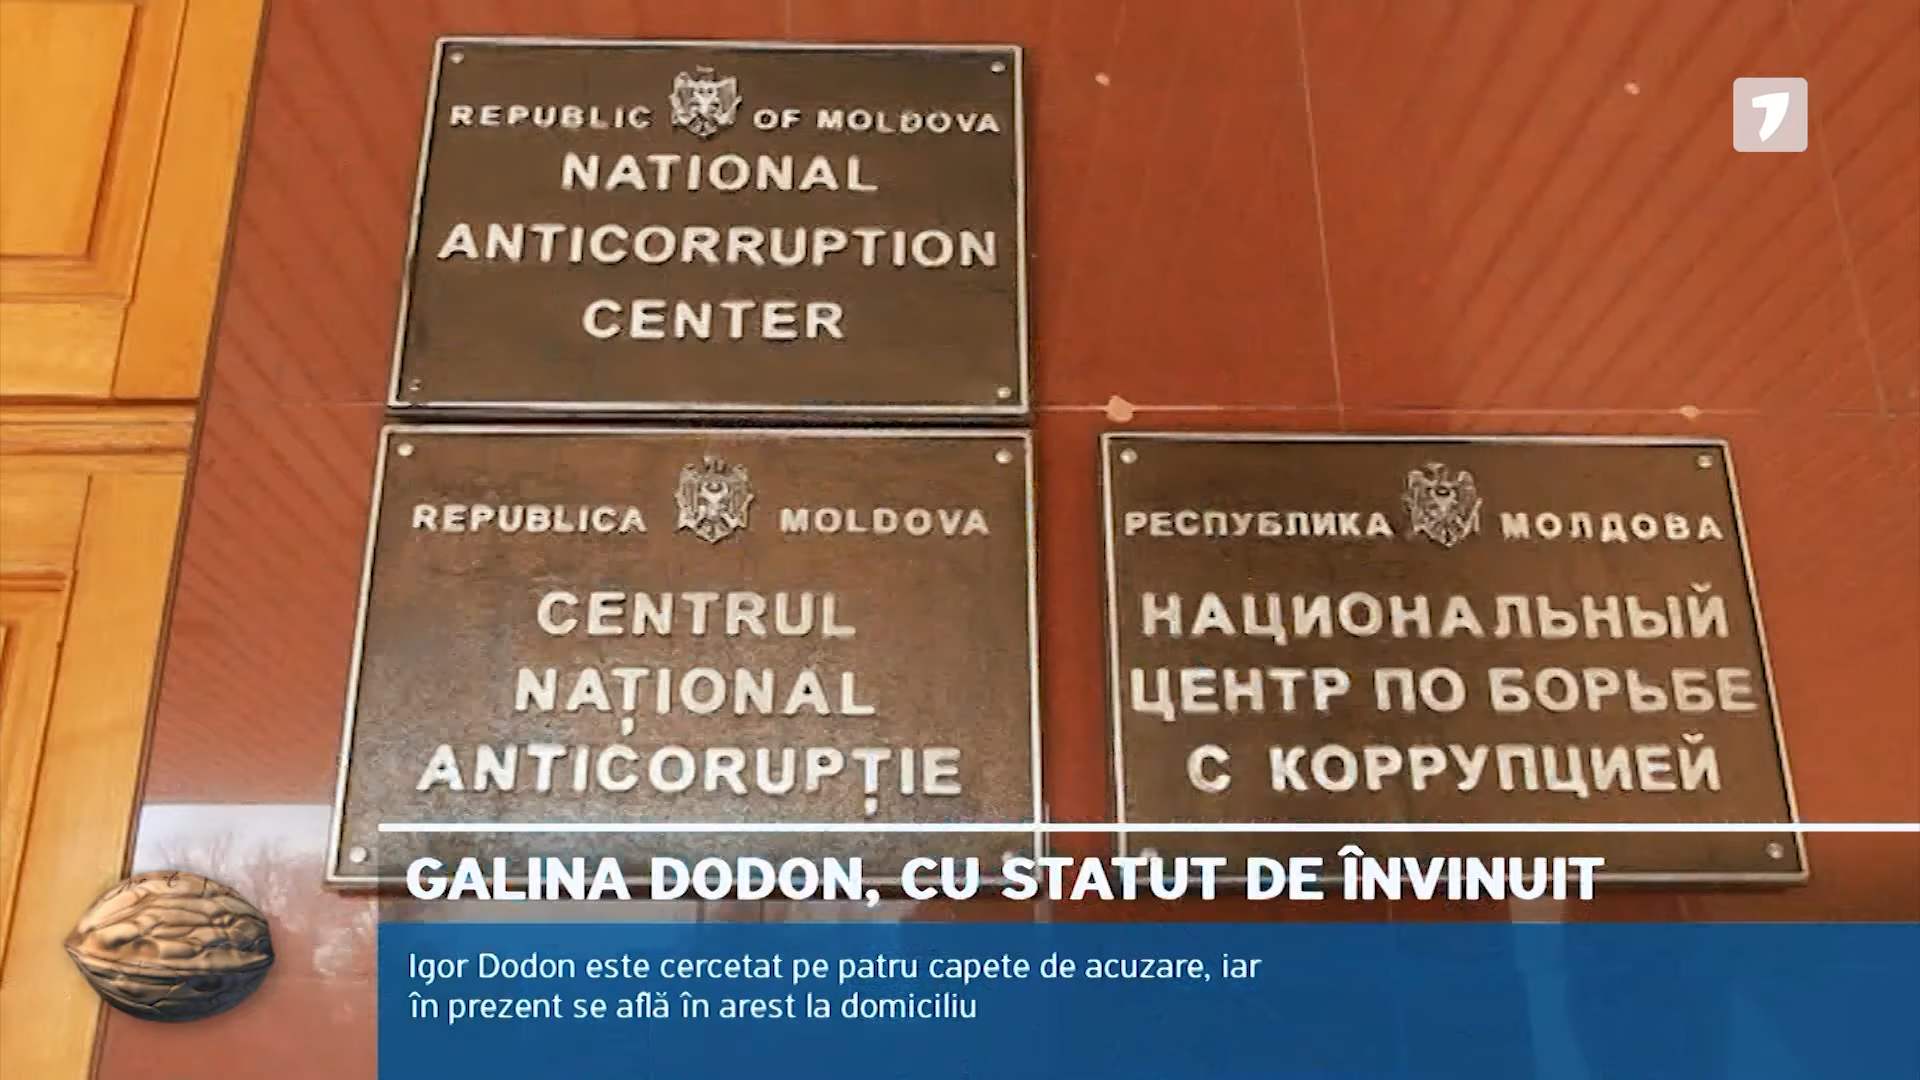 REPUBLIC OF MOLDOVA
NATIONAL
ANTICORRUPTION
CENTER
REPUBLICA MOLDOVA
CENTRUL
NAȚIONAL
ANTICORUPȚIE
РЕСПУБЛИКА МОЛДОВА
НАЦИОНАЛЬНЫЙ
ЦЕНТР ПО БОРЬБЕ
С КОРРУПЦИЕЙ
7
GALINA DODON, CU STATUT DE ÎNVINUIT
Igor Dodon este cercetat pe patru capete de acuzare, iar
în prezent se află în arest la domiciliu